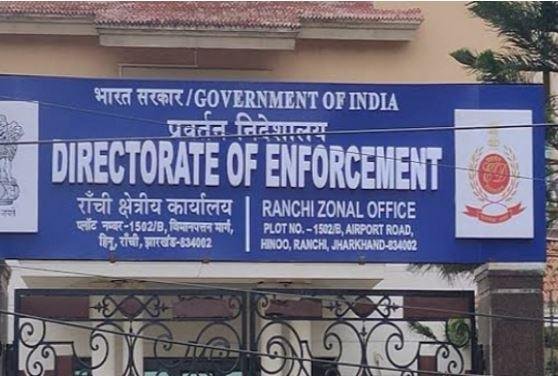 भारत सरकार/GOVERNMENT OF INDIA
प्रवर्तन निदेशालय
DIRECTORATE OF ENFORCEMENT
राँची क्षेत्रीय कार्यालय
प्लॉट नम्बर-1502/B, विमानपत्तन मार्ग,
हिनू, राँची, झारखण्ड-834002
RANCHI ZONAL OFFICE
PLOT NO. – 1502/B, AIRPORT ROAD,
HINOO, RANCHI, JHARKHAND-834002